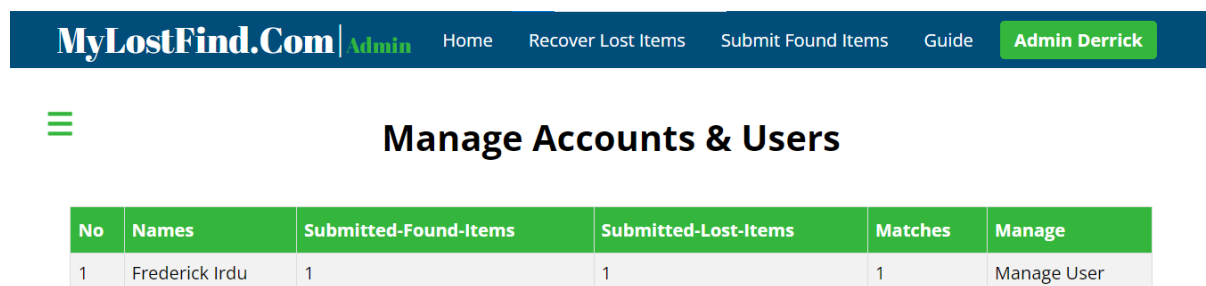 MyLostFind.Com|Admin Home Recover Lost Items Submit Found Items Guide Admin Derrick
Manage Accounts & Users
No Names Submitted-Found-Items Submitted-Lost-Items Matches Manage
1 Frederick Irdu 1 1 1 Manage User